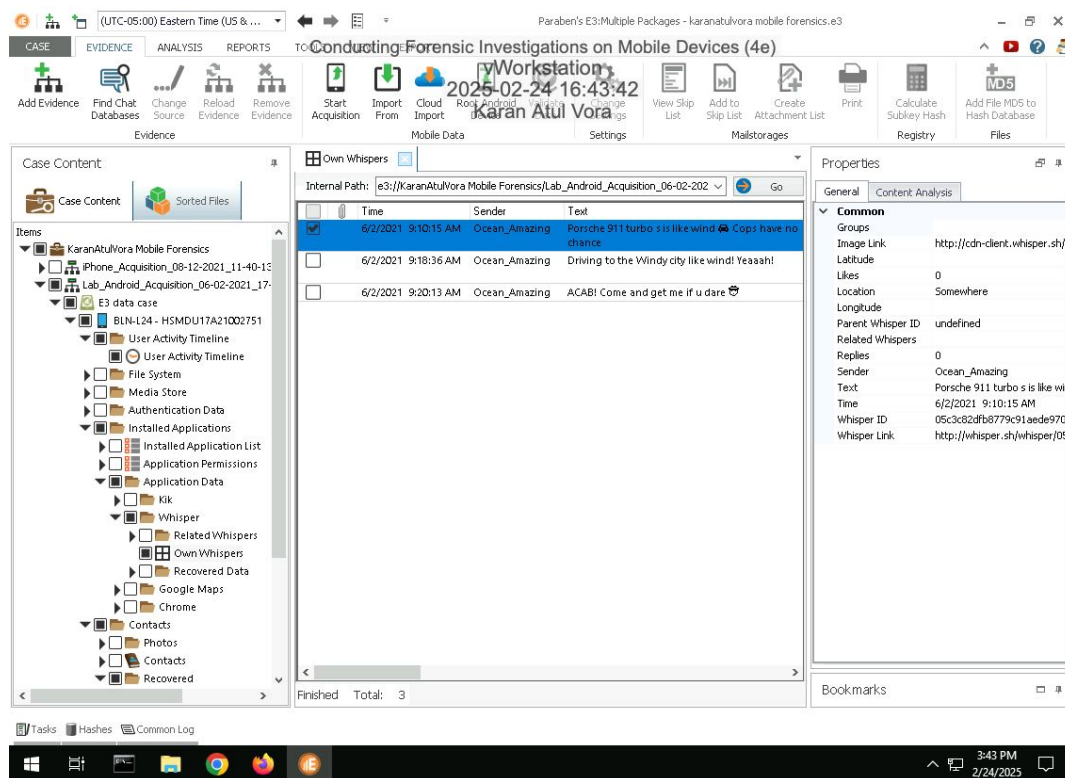 (UTC-05:00) Eastern Time (US & ...
Paraben's E3:Multiple Packages - karanatulvora mobile forensics.e3
CASE EVIDENCE ANALYSIS REPORTS
Conducting Forensic Investigations on Mobile Devices (4e)
vWorkstation
2025-02-24 16:43:42
Karan Atul Vora
Add Evidence
Find Chat Databases
Change Source
Reload Evidence
Remove Evidence
Start Acquisition
Import From
Cloud Import
Root Android
Change
View Skip List
Add to Skip List
Create Attachment List
Print
Calculate Subkey Hash
MD5
Add File MD5 to Hash Database
Evidence
Mobile Data
Settings
Mailstorages
Registry
Files
Case Content
Case Content
Sorted Files
Items
KaranAtulVora Mobile Forensics
iPhone_Acquisition_08-12-2021_11-40-13
Lab_Android_Acquisition_06-02-2021_17-
E3 data case
BLN-L24 - HSMDU17A21002751
User Activity Timeline
User Activity Timeline
File System
Media Store
Authentication Data
Installed Applications
Installed Application List
Application Permissions
Application Data
Kik
Whisper
Related Whispers
Own Whispers
Recovered Data
Google Maps
Chrome
Contacts
Photos
Contacts
Recovered
Own Whispers
Internal Path: e3://KaranAtulVora Mobile Forensics/Lab_Android_Acquisition_06-02-202 Go
Time Sender Text
6/2/2021 9:10:15 AM Ocean_Amazing Porsche 911 turbo s is like wind 🚗 Cops have no
chance
6/2/2021 9:18:36 AM Ocean_Amazing Driving to the Windy city like wind! Yeaaah!
6/2/2021 9:20:13 AM Ocean_Amazing ACAB! Come and get me if u dare
Finished Total: 3
Properties
General Content Analysis
Common
Groups
Image Link http://cdn-client.whisper.sh/
Latitude
Likes 0
Location Somewhere
Longitude
Parent Whisper ID undefined
Related Whispers
Replies 0
Sender Ocean_Amazing
Text Porsche 911 turbo s is like wi
Time 6/2/2021 9:10:15 AM
Whisper ID 05c3c82dfb8779c91aede970
Whisper Link http://whisper.sh/whisper/05
Bookmarks
Tasks Hashes Common Log
3:43 PM
2/24/2025